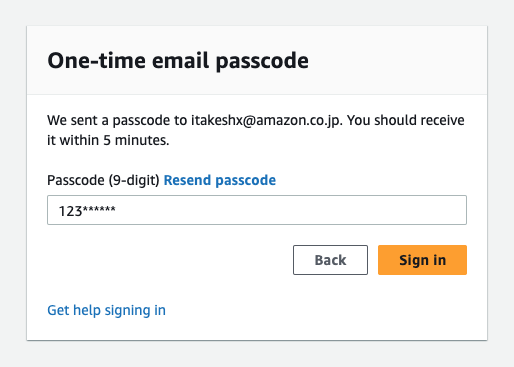 One-time email passcode
We sent a passcode to itakeshx@amazon.co.jp. You should receive
it within 5 minutes.
Passcode (9-digit) Resend passcode
123******
Back
Sign in
Get help signing in